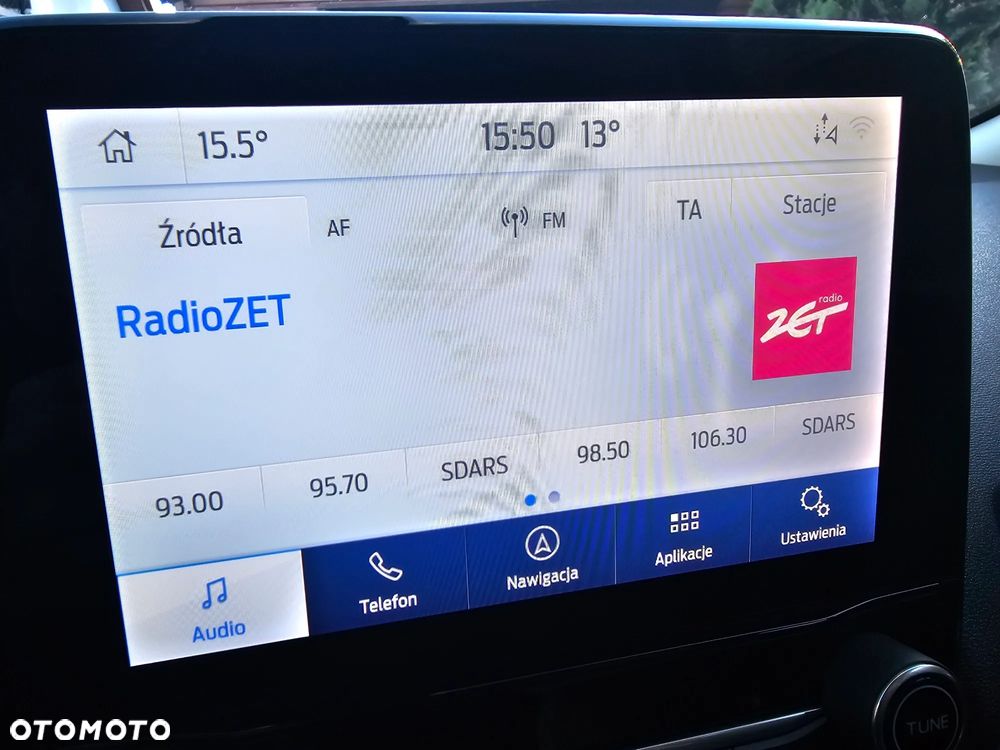 15.5° 15:50 13°
Źródła AF FM TA Stacje
RadioZET
radio
ZET
93.00 95.70 SDARS 98.50 106.30 SDARS
Audio Telefon Nawigacja Aplikacje Ustawienia
TUNE
OTOMOTO